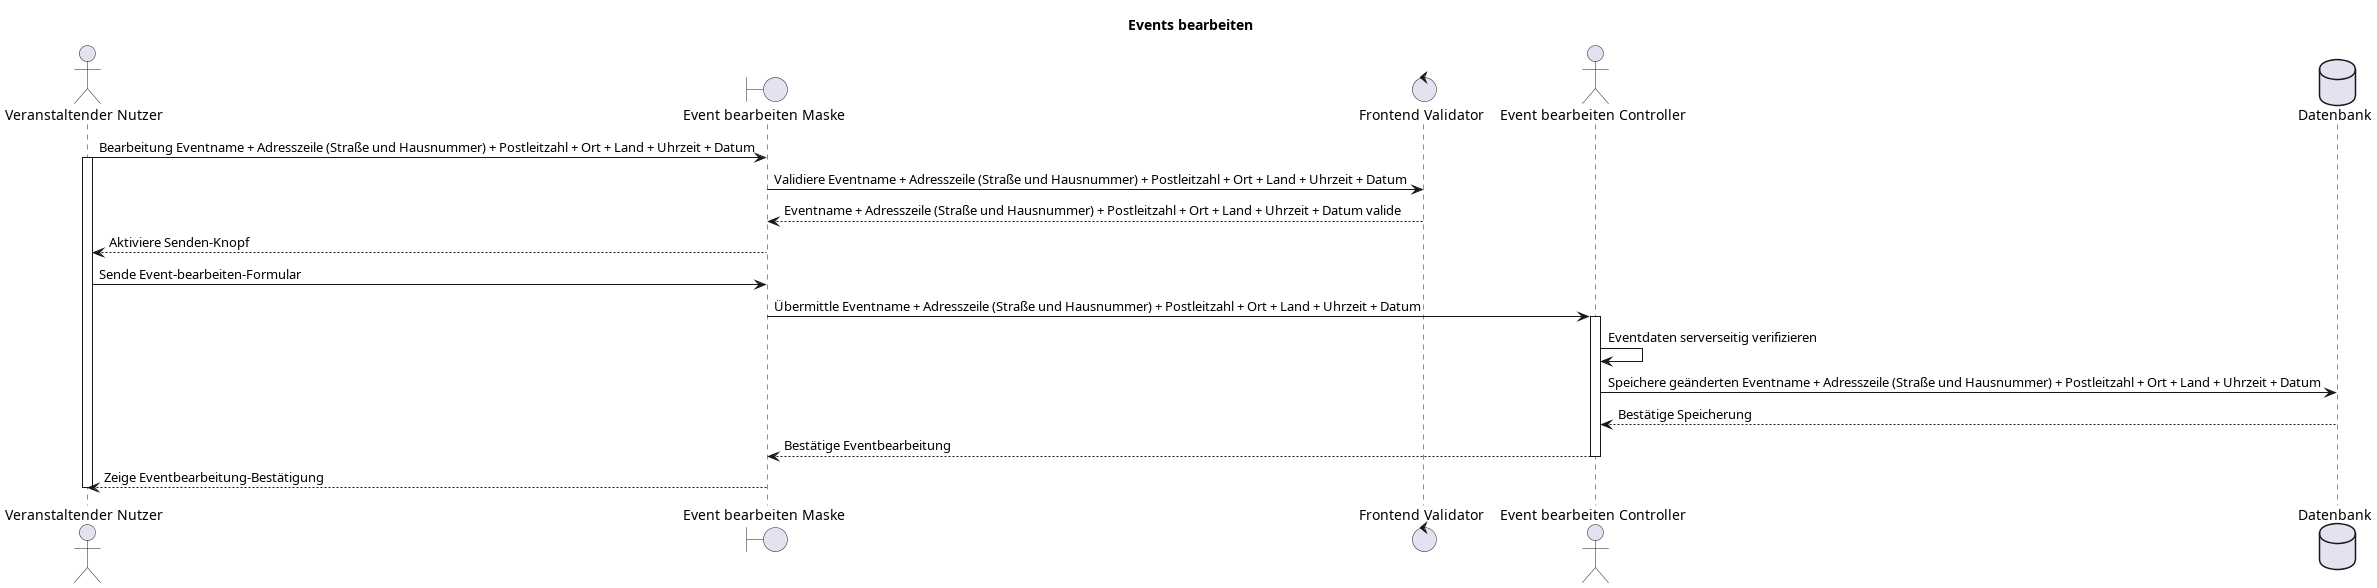 Events bearbeiten
Veranstaltender Nutzer
Event bearbeiten Maske
Frontend Validator
Event bearbeiten Controller
Datenbank
Bearbeitung Eventname + Adresszeile (Straße und Hausnummer) + Postleitzahl + Ort + Land + Uhrzeit + Datum
Validiere Eventname + Adresszeile (Straße und Hausnummer) + Postleitzahl + Ort + Land + Uhrzeit + Datum
Eventname + Adresszeile (Straße und Hausnummer) + Postleitzahl + Ort + Land + Uhrzeit + Datum valide
Aktiviere Senden-Knopf
Sende Event-bearbeiten-Formular
Übermittle Eventname + Adresszeile (Straße und Hausnummer) + Postleitzahl + Ort + Land + Uhrzeit + Datum
Eventdaten serverseitig verifizieren
Speichere geänderten Eventname + Adresszeile (Straße und Hausnummer) + Postleitzahl + Ort + Land + Uhrzeit + Datum
Bestätige Speicherung
Bestätige Eventbearbeitung
Zeige Eventbearbeitung-Bestätigung
Veranstaltender Nutzer
Event bearbeiten Maske
Frontend Validator
Event bearbeiten Controller
Datenbank